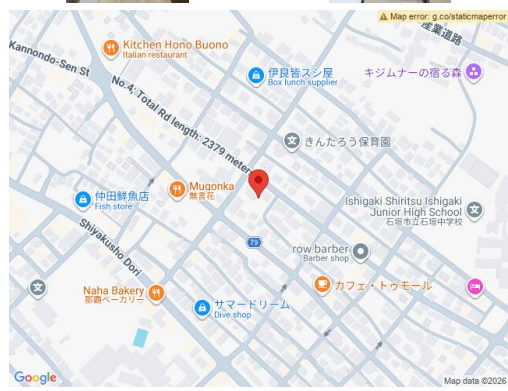 Map error: g.co/staticmaperror
産業道路
Kitchen Hono Buono
Italian restaurant
Kannondo-Sen St
伊良皆スシ屋
Box lunch supplier
キジムナーの宿る森
No.4; Total Rd length: 2379 meters
きんたろう保育園
Mugonka
無言花
仲田鮮魚店
Fish store
Ishigaki Shiritsu Ishigaki
Junior High School
石垣市立石垣中学校
Shiyakusho Dori
79
row barber
Barber shop
Naha Bakery
那覇ベーカリー
カフェ・トゥモール
サマードリーム
Dive shop
Google
Map data ©2026